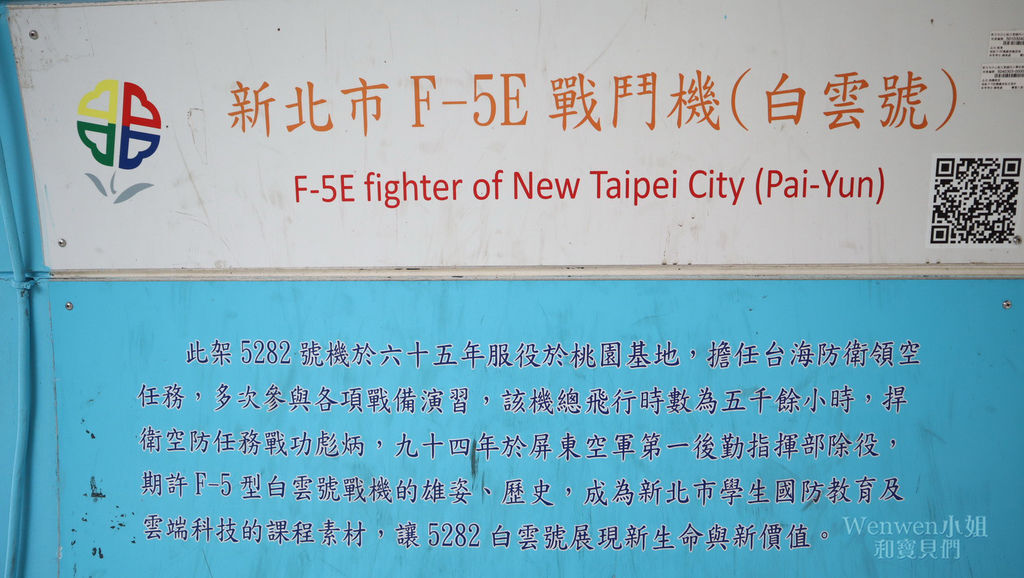 新北市 F-5E 戰鬥機(白雲號)
F-5E fighter of New Taipei City (Pai-Yun)
此架 5282 號機於六十五年服役於桃園基地，擔任台海防衛領空
任務，多次參與各項戰備演習，該機總飛行時數為五千餘小時，捍
衛空防任務戰功彪炳，九十四年於屏東空軍第一後勤指揮部除役，
期許 F-5 型白雲號戰機的雄姿、歷史，成為新北市學生國防教育及
雲端科技的課程素材，讓 5282 白雲號展現新生命與新價值。
Wenwen小姐
和寶貝們